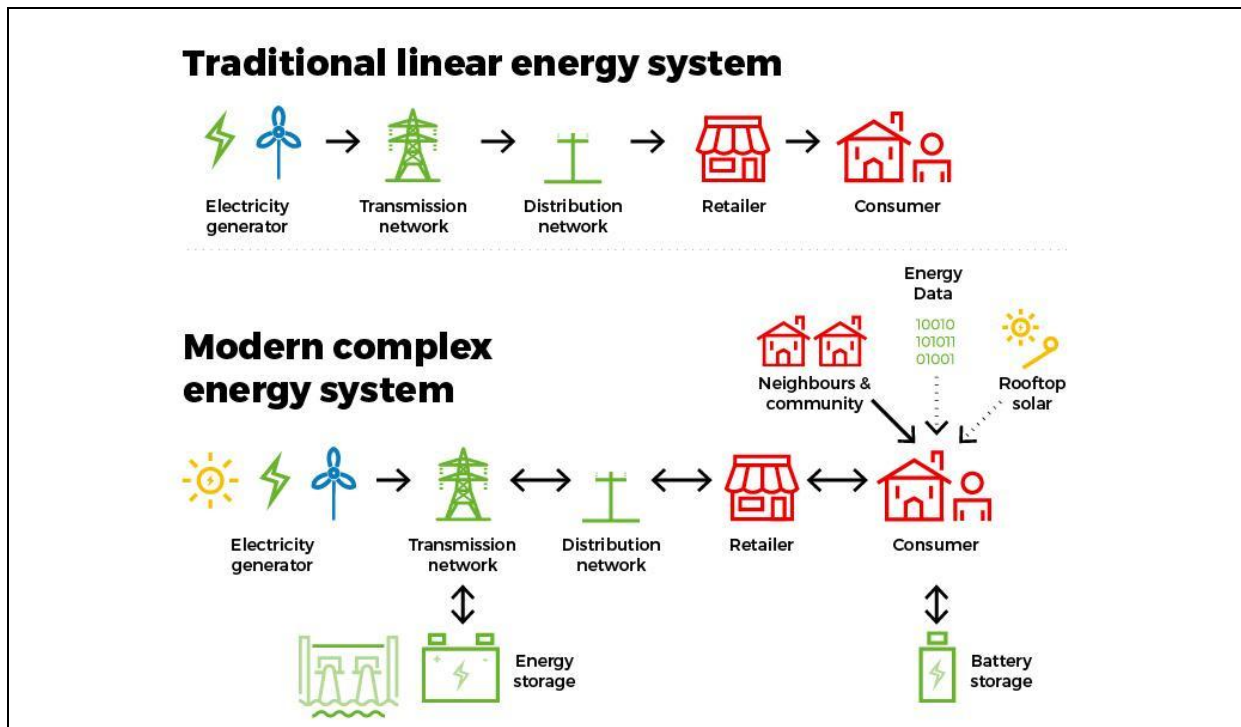 Traditional linear energy system
Electricity
generator
Transmission
network
Distribution
network
Retailer
Consumer
Energy
Data
10010
101011
01001
Modern complex
energy system
Neighbours &
community
Rooftop
solar
Electricity
generator
Transmission
network
Distribution
network
Retailer
Consumer
Energy
storage
Battery
storage